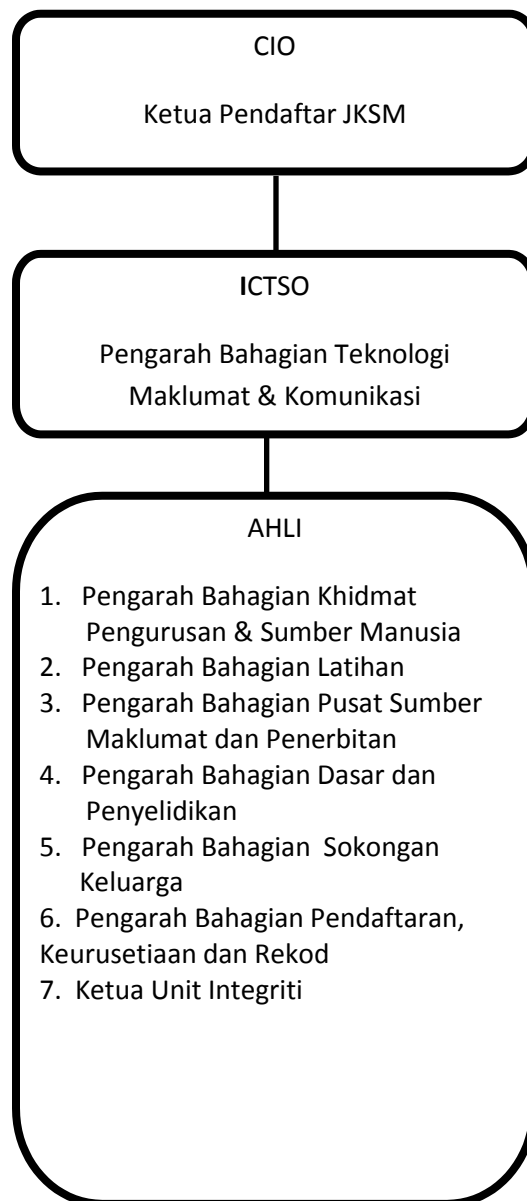 CIO
Ketua Pendaftar JKSM
ICTSO
Pengarah Bahagian Teknologi
Maklumat & Komunikasi
AHLI
1. Pengarah Bahagian Khidmat
Pengurusan & Sumber Manusia
2. Pengarah Bahagian Latihan
3. Pengarah Bahagian Pusat Sumber
Maklumat dan Penerbitan
4. Pengarah Bahagian Dasar dan
Penyelidikan
5. Pengarah Bahagian Sokongan
Keluarga
6. Pengarah Bahagian Pendaftaran,
Keurusetiaan dan Rekod
7. Ketua Unit Integriti